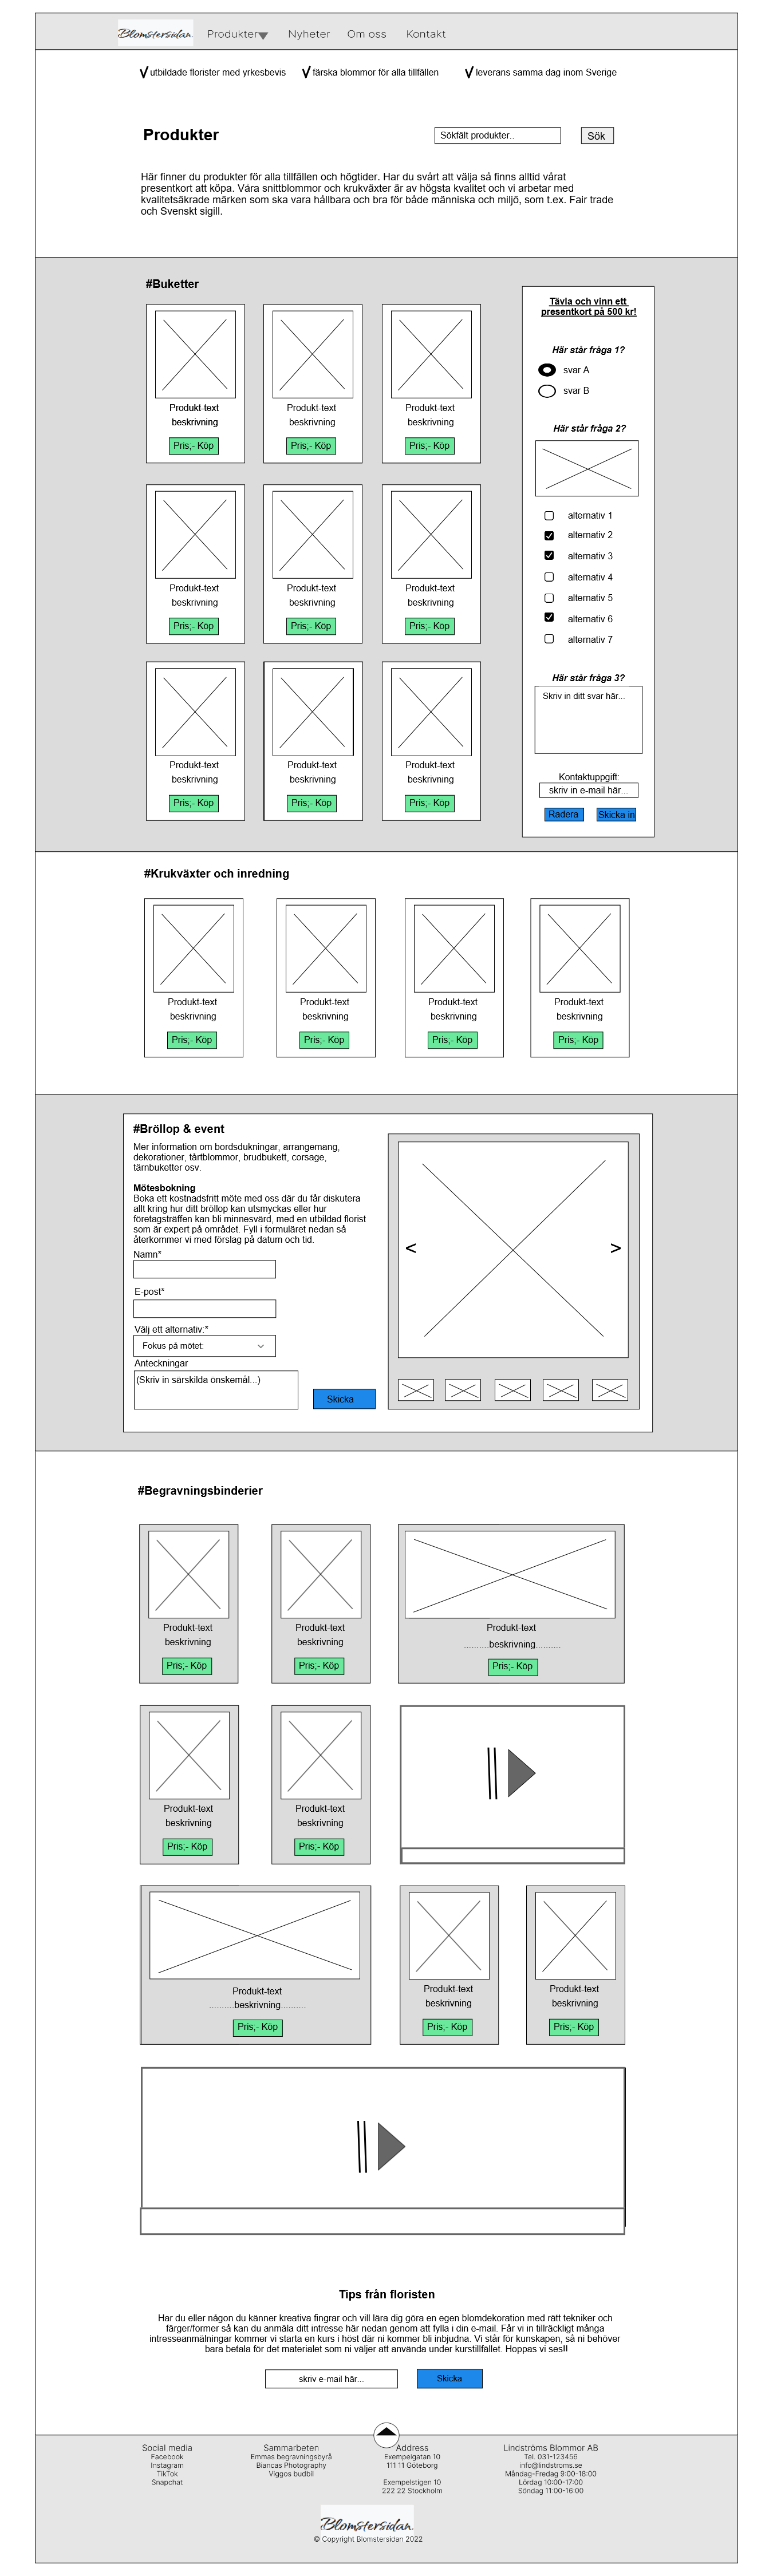 Blomstersidan
Produkter
Nyheter
Om oss
Kontakt
utbildade florister med yrkesbevis
färska blommor för alla tillfällen
leverans samma dag inom Sverige
Produkter
Sökfält produkter..
Sök
Här finner du produkter för alla tillfällen och högtider. Har du svårt att välja så finns alltid vårat
presentkort att köpa. Våra snittblommor och krukväxter är av högsta kvalitet och vi arbetar med
kvalitetsäkrade märken som ska vara hållbara och bra för både människa och miljö, som t.ex. Fair trade
och Svenskt sigill.
#Buketter
Produkt-text
beskrivning
Pris;- Köp
Produkt-text
beskrivning
Pris;- Köp
Produkt-text
beskrivning
Pris;- Köp
Produkt-text
beskrivning
Pris;- Köp
Produkt-text
beskrivning
Pris;- Köp
Produkt-text
beskrivning
Pris;- Köp
Produkt-text
beskrivning
Pris;- Köp
Produkt-text
beskrivning
Pris;- Köp
Produkt-text
beskrivning
Pris;- Köp
Tävla och vinn ett
presentkort på 500 kr!
Här står fråga 1?
svar A
svar B
Här står fråga 2?
alternativ 1
alternativ 2
alternativ 3
alternativ 4
alternativ 5
alternativ 6
alternativ 7
Här står fråga 3?
Skriv in ditt svar här...
Kontaktuppgift:
skriv in e-mail här...
Radera
Skicka in
#Krukväxter och inredning
Produkt-text
beskrivning
Pris;- Köp
Produkt-text
beskrivning
Pris;- Köp
Produkt-text
beskrivning
Pris;- Köp
Produkt-text
beskrivning
Pris;- Köp
#Bröllop & event
Mer information om bordsdukningar, arrangemang,
dekorationer, tårtblommor, brudbukett, corsage,
tärnbuketter osv.
Mötesbokning
Boka ett kostnadsfritt möte med oss där du får diskutera
allt kring hur ditt bröllop kan utsmyckas eller hur
företagsträffen kan bli minnesvärd, med en utbildad florist
som är expert på området. Fyll i formuläret nedan så
återkommer vi med förslag på datum och tid.
Namn*
E-post*
Välj ett alternativ:*
Fokus på mötet:
Anteckningar
(Skriv in särskilda önskemål...)
Skicka
<
>
#Begravningsbinderier
Produkt-text
beskrivning
Pris;- Köp
Produkt-text
beskrivning
Pris;- Köp
Produkt-text
..........beskrivning..........
Pris;- Köp
Produkt-text
beskrivning
Pris;- Köp
Produkt-text
beskrivning
Pris;- Köp
Produkt-text
..........beskrivning..........
Pris;- Köp
Produkt-text
beskrivning
Pris;- Köp
Produkt-text
beskrivning
Pris;- Köp
Tips från floristen
Har du eller någon du känner kreativa fingrar och vill lära dig göra en egen blomdekoration med rätt tekniker och
färger/former så kan du anmäla ditt intresse här nedan genom att fylla i din e-mail. Får vi in tillräckligt många
intresseanmälningar kommer vi starta en kurs i höst där ni kommer bli inbjudna. Vi står för kunskapen, så ni behöver
bara betala för det materialet som ni väljer att använda under kurstillfället. Hoppas vi ses!!
skriv e-mail här...
Skicka
Social media
Facebook
Instagram
TikTok
Snapchat
Sammarbeten
Emmas begravningsbyrå
Biancas Photography
Viggos budbil
Address
Exempelgatan 10
111 11 Göteborg
Exempelstigen 10
222 22 Stockholm
Lindströms Blommor AB
Tel. 031-123456
info@lindstroms.se
Måndag-Fredag 9:00-18:00
Lördag 10:00-17:00
Söndag 11:00-16:00
Blomstersidan
© Copyright Blomstersidan 2022